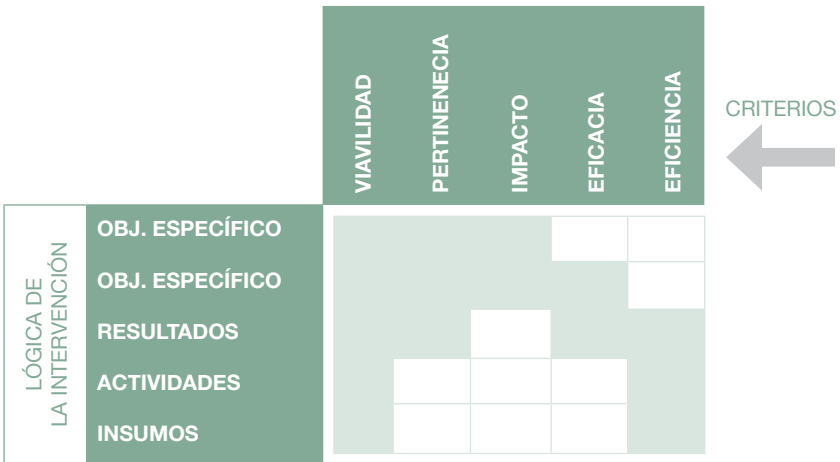 VIAVILIDAD
PERTINENECIA
IMPACTO
EFICACIA
EFICIENCIA
CRITERIOS
LÓGICA DE
LA INTERVENCIÓN
OBJ. ESPECÍFICO
OBJ. ESPECÍFICO
RESULTADOS
ACTIVIDADES
INSUMOS